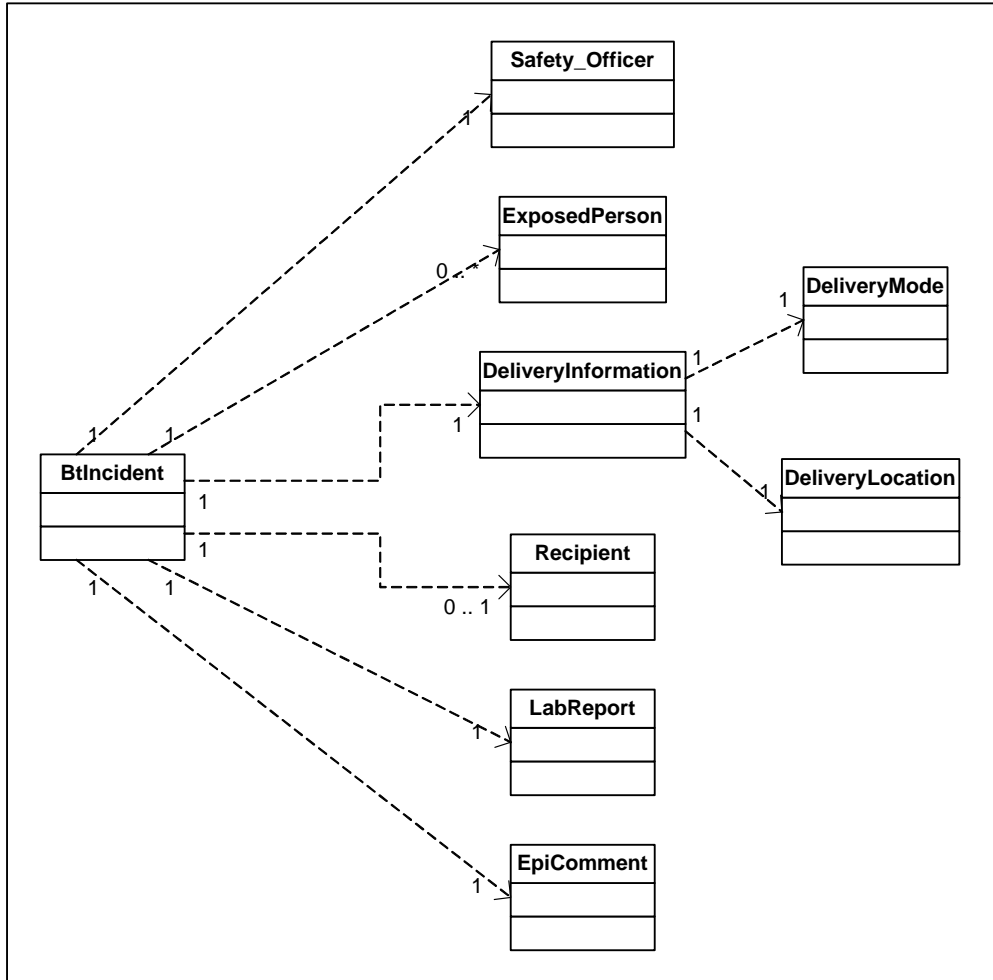 Safety_Officer
1
ExposedPerson
0 .. *
DeliveryMode
1
DeliveryInformation
1
1
1
1
1
BtIncident
1
DeliveryLocation
1
1
Recipient
1
1
0 .. 1
LabReport
1
EpiComment
1